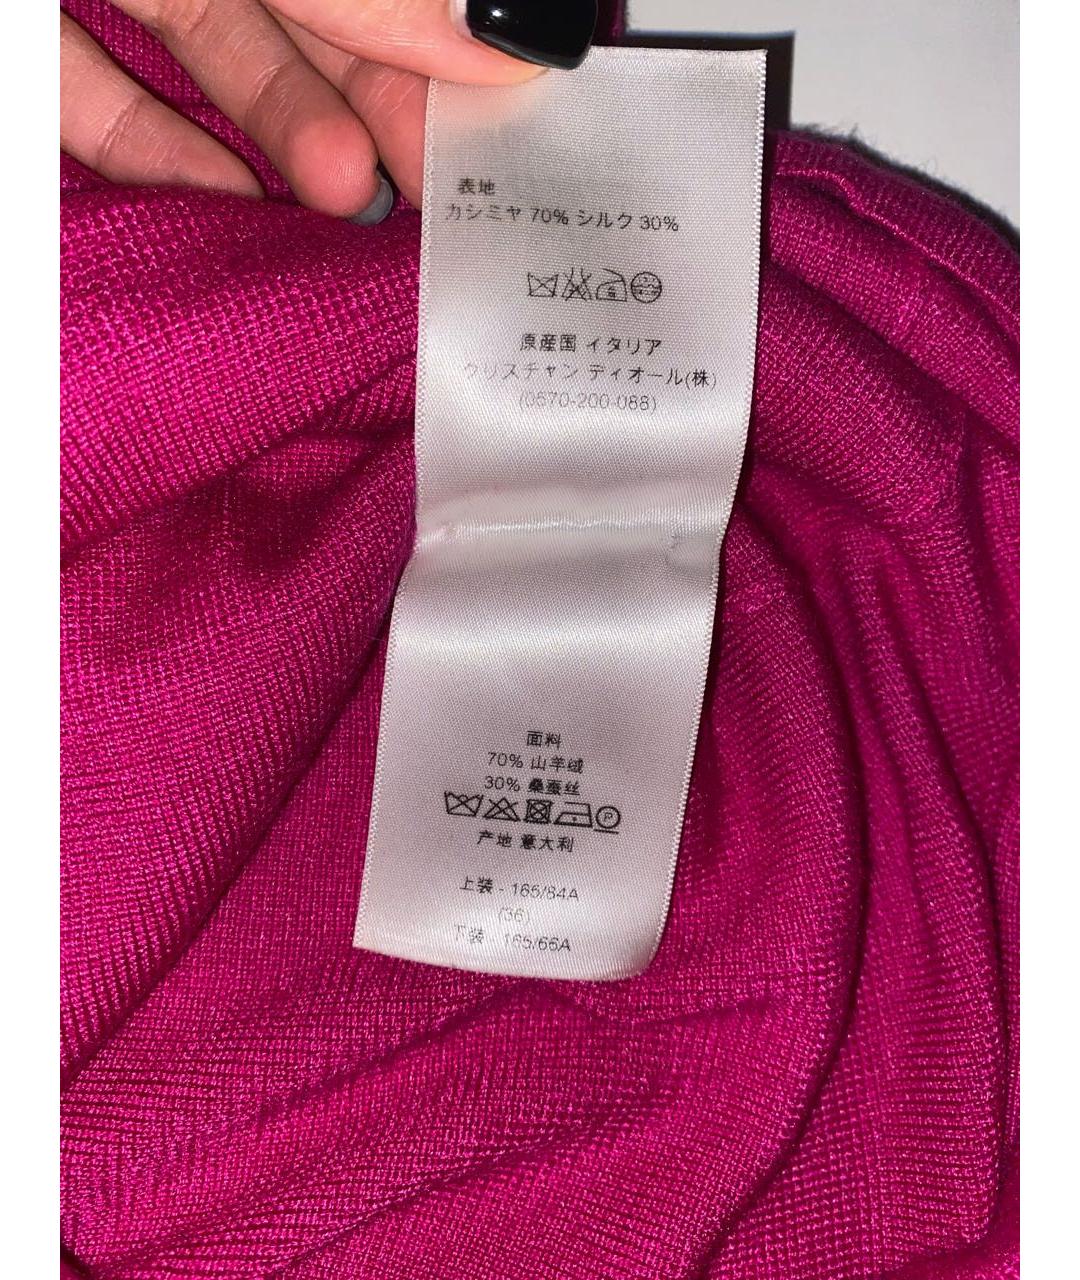 表地
カシミヤ 70% シルク 30%
原産国 イタリア
クリスチャン ディオール(株)
(0570-200-088)
面料
70% 山羊绒
30% 桑蚕丝
P
产地 意大利
上装 - 165/84A
(36)
下装 - 165/66A